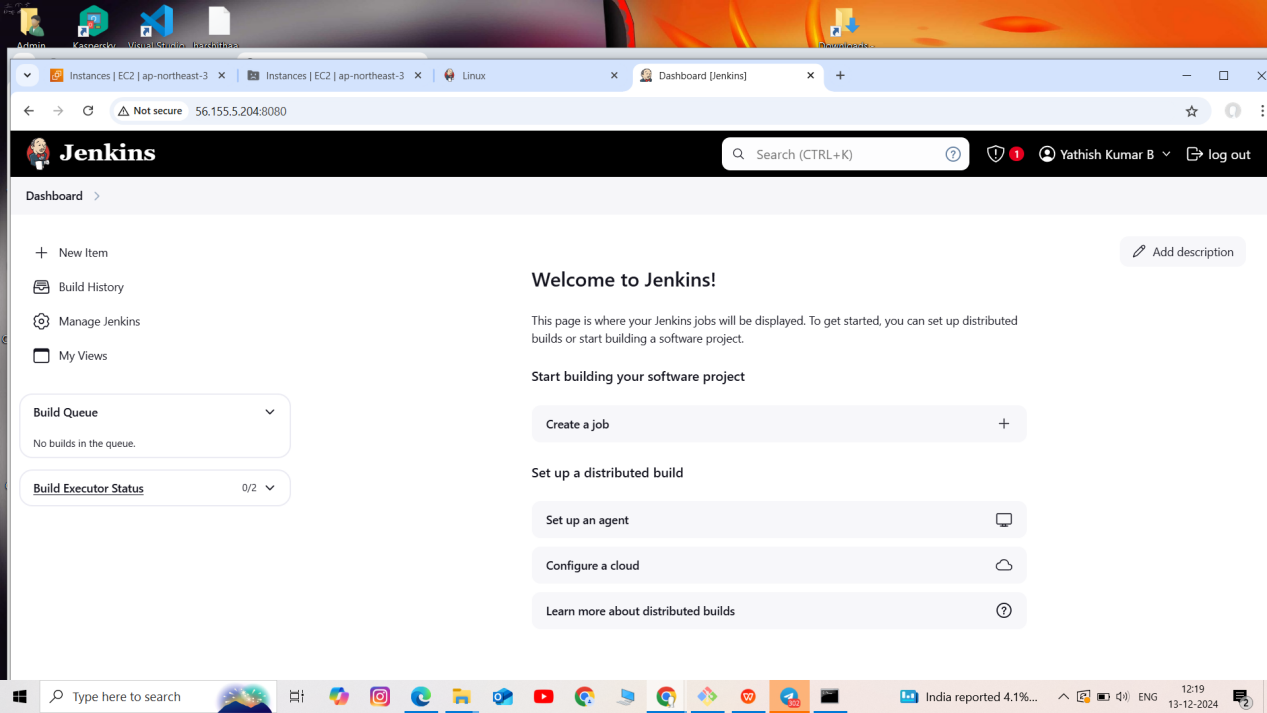 Admin
Kaspersky
Visual Studio
harshithaa
Downloads -
Instances | EC2 | ap-northeast-3
Instances | EC2 | ap-northeast-3
Linux
Dashboard [Jenkins]
Not secure
56.155.5.204:8080
Jenkins
Search (CTRL+K)
1
Yathish Kumar B
log out
Dashboard
New Item
Build History
Manage Jenkins
My Views
Build Queue
No builds in the queue.
Build Executor Status
0/2
Add description
Welcome to Jenkins!
This page is where your Jenkins jobs will be displayed. To get started, you can set up distributed
builds or start building a software project.
Start building your software project
Create a job
Set up a distributed build
Set up an agent
Configure a cloud
Learn more about distributed builds
Type here to search
302
India reported 4.1%...
ENG
12:19
13-12-2024
2